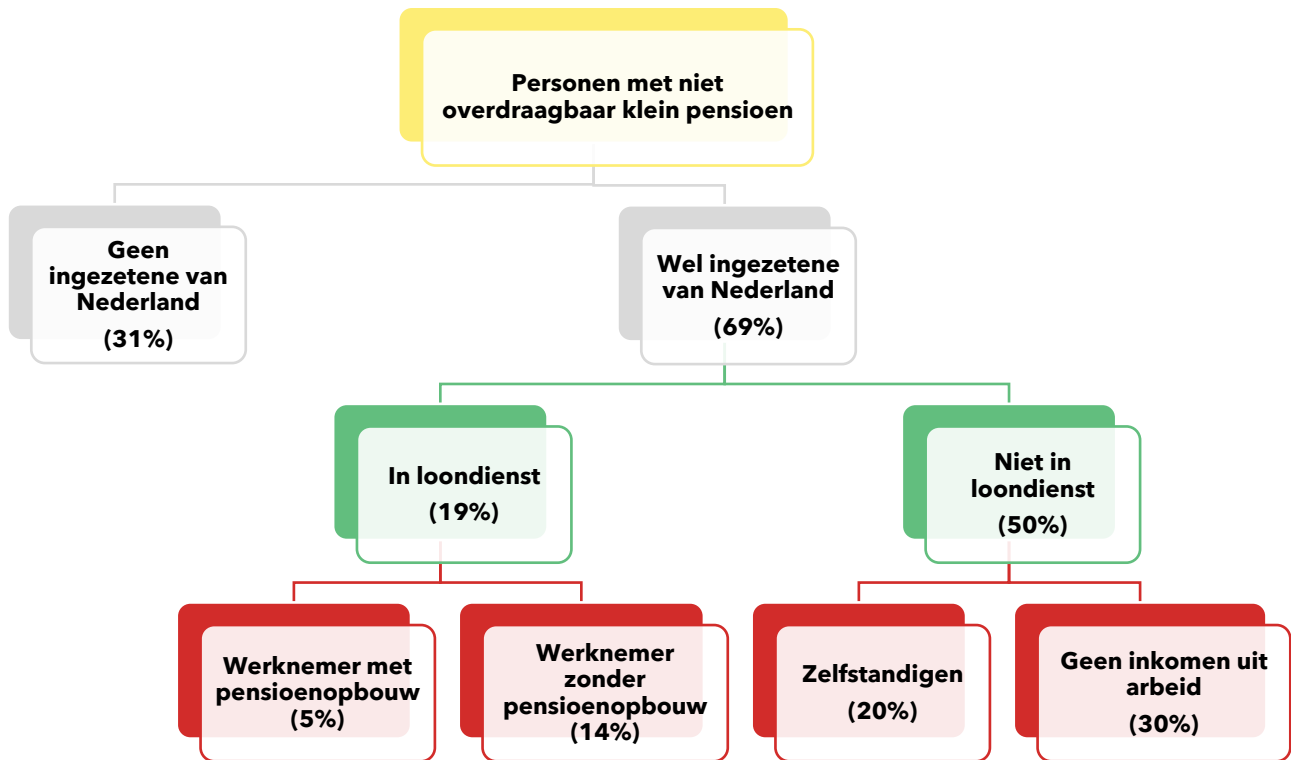 Personen met niet
overdraagbaar klein pensioen
Geen
ingezetene van
Nederland
(31%)
Wel ingezetene
van Nederland
(69%)
In loondienst
(19%)
Niet in
loondienst
(50%)
Werknemer met
pensioenopbouw
(5%)
Werknemer
zonder
pensioenopbouw
(14%)
Zelfstandigen
(20%)
Geen inkomen uit
arbeid
(30%)